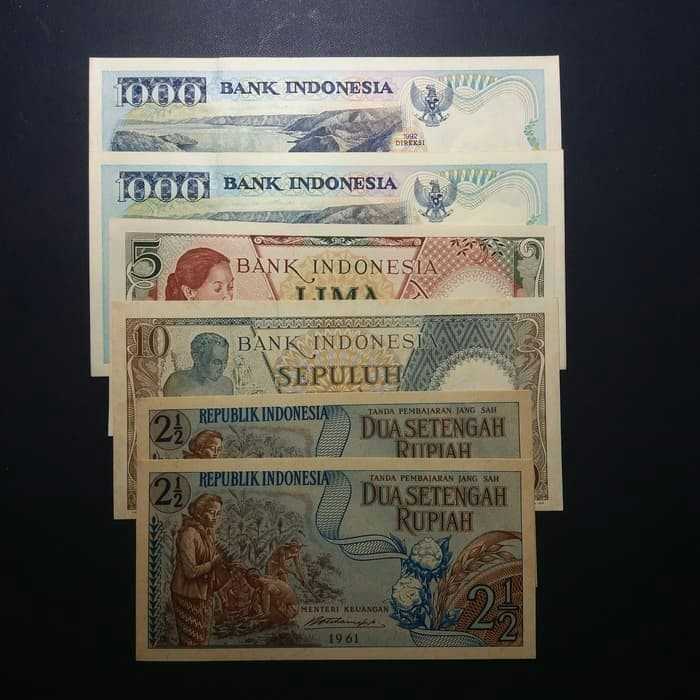 1000 BANK INDONESIA
1992
DIREKSI
1000 BANK INDONESIA
5 BANK INDONESIA
LIMA
10 BANK INDONESIA
SEPULUH
2½ REPUBLIK INDONESIA TANDA PEMBAJARAN JANG SAH
DUA SETENGAH
RUPIAH
2½ REPUBLIK INDONESIA TANDA PEMBAJARAN JANG SAH
DUA SETENGAH
RUPIAH
MENTERI KEUANGAN
1961
2½